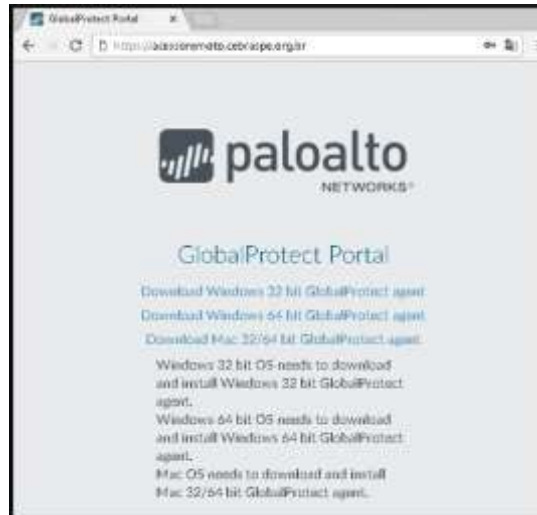 GlobalProtect Portal
https://acessoremoto.cebraspe.org.br
paloalto
NETWORKS®
GlobalProtect Portal
Download Windows 32 bit GlobalProtect agent
Download Windows 64 bit GlobalProtect agent
Download Mac 32/64 bit GlobalProtect agent
Windows 32 bit OS needs to download
and install Windows 32 bit GlobalProtect
agent.
Windows 64 bit OS needs to download
and install Windows 64 bit GlobalProtect
agent.
Mac OS needs to download and install
Mac 32/64 bit GlobalProtect agent.